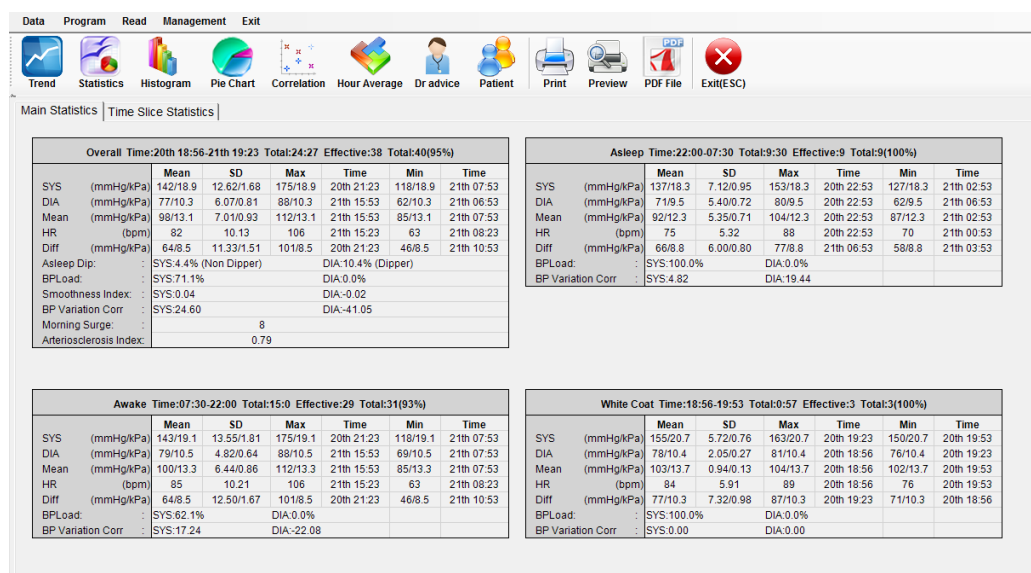 Data Program Read Management Exit
Trend Statistics Histogram Pie Chart Correlation Hour Average Dr advice Patient Print Preview PDF PDF File Exit(ESC)
Main Statistics Time Slice Statistics
Overall Time:20th 18:56-21th 19:23 Total:24:27 Effective:38 Total:40(95%)
Mean SD Max Time Min Time
SYS (mmHg/kPa) 142/18.9 12.62/1.68 175/18.9 20th 21:23 118/18.9 21th 07:53
DIA (mmHg/kPa) 77/10.3 6.07/0.81 88/10.3 21th 15:53 62/10.3 21th 06:53
Mean (mmHg/kPa) 98/13.1 7.01/0.93 112/13.1 21th 15:53 85/13.1 21th 07:53
HR (bpm) 82 10.13 106 21th 15:23 63 21th 08:23
Diff (mmHg/kPa) 64/8.5 11.33/1.51 101/8.5 20th 21:23 46/8.5 21th 10:53
Asleep Dip: : SYS:4.4% (Non Dipper) DIA:10.4% (Dipper)
BPLoad: : SYS:71.1% DIA:0.0%
Smoothness Index: : SYS:0.04 DIA:-0.02
BP Variation Corr : SYS:24.60 DIA:-41.05
Morning Surge: : 8
Arteriosclerosis Index: 0.79
Asleep Time:22:00-07:30 Total:9:30 Effective:9 Total:9(100%)
Mean SD Max Time Min Time
SYS (mmHg/kPa) 137/18.3 7.12/0.95 153/18.3 20th 22:53 127/18.3 21th 02:53
DIA (mmHg/kPa) 71/9.5 5.40/0.72 80/9.5 20th 22:53 62/9.5 21th 06:53
Mean (mmHg/kPa) 92/12.3 5.35/0.71 104/12.3 20th 22:53 87/12.3 21th 02:53
HR (bpm) 75 5.32 88 20th 22:53 70 21th 00:53
Diff (mmHg/kPa) 66/8.8 6.00/0.80 77/8.8 21th 06:53 58/8.8 21th 03:53
BPLoad: : SYS:100.0% DIA:0.0%
BP Variation Corr : SYS:4.82 DIA:19.44
Awake Time:07:30-22:00 Total:15:0 Effective:29 Total:31(93%)
Mean SD Max Time Min Time
SYS (mmHg/kPa) 143/19.1 13.55/1.81 175/19.1 20th 21:23 118/19.1 21th 07:53
DIA (mmHg/kPa) 79/10.5 4.82/0.64 88/10.5 21th 15:53 69/10.5 21th 07:53
Mean (mmHg/kPa) 100/13.3 6.44/0.86 112/13.3 21th 15:53 85/13.3 21th 07:53
HR (bpm) 85 10.21 106 21th 15:23 63 21th 08:23
Diff (mmHg/kPa) 64/8.5 12.50/1.67 101/8.5 20th 21:23 46/8.5 21th 10:53
BPLoad: : SYS:62.1% DIA:0.0%
BP Variation Corr : SYS:17.24 DIA:-22.08
White Coat Time:18:56-19:53 Total:0:57 Effective:3 Total:3(100%)
Mean SD Max Time Min Time
SYS (mmHg/kPa) 155/20.7 5.72/0.76 163/20.7 20th 19:23 150/20.7 20th 19:53
DIA (mmHg/kPa) 78/10.4 2.05/0.27 81/10.4 20th 18:56 76/10.4 20th 19:23
Mean (mmHg/kPa) 103/13.7 0.94/0.13 104/13.7 20th 18:56 102/13.7 20th 19:53
HR (bpm) 84 5.91 89 20th 18:56 76 20th 19:53
Diff (mmHg/kPa) 77/10.3 7.32/0.98 87/10.3 20th 19:23 71/10.3 20th 18:56
BPLoad: : SYS:100.0% DIA:0.0%
BP Variation Corr : SYS:0.00 DIA:0.00